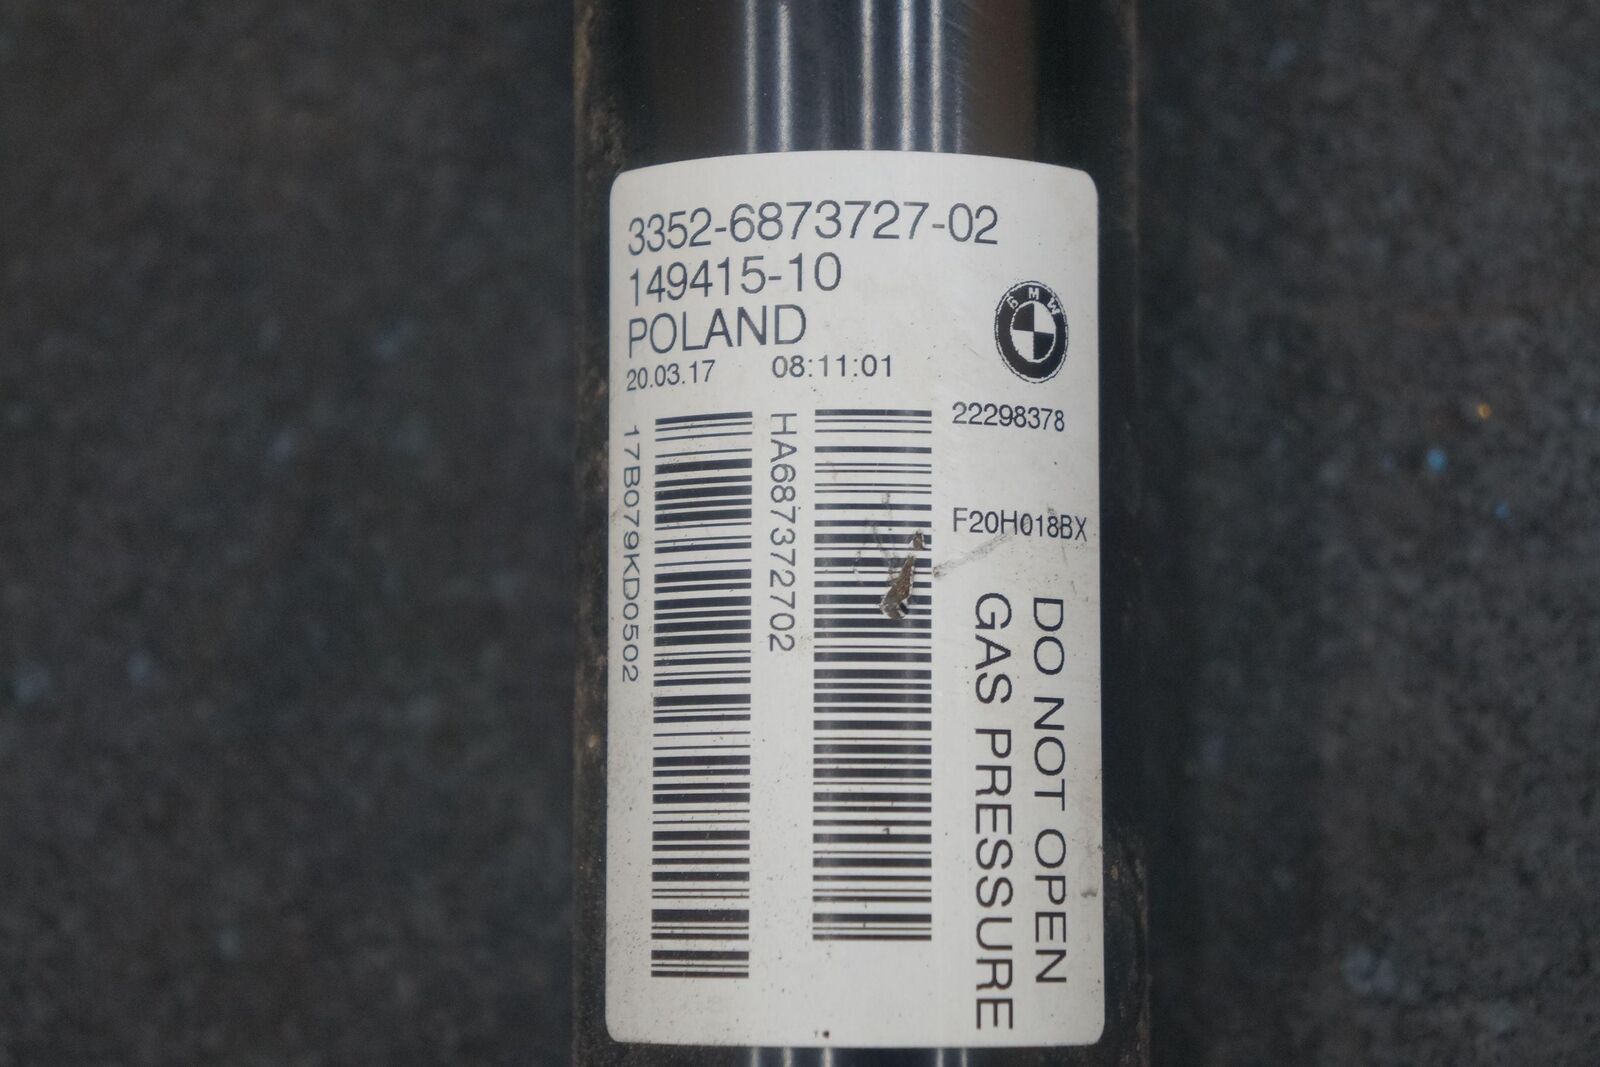 3352-6873727-02
149415-10
POLAND
20.03.17 08:11:01
BMW
22298378
F20H018BX
17B079KD0502
HA687372702
DO NOT OPEN
GAS PRESSURE